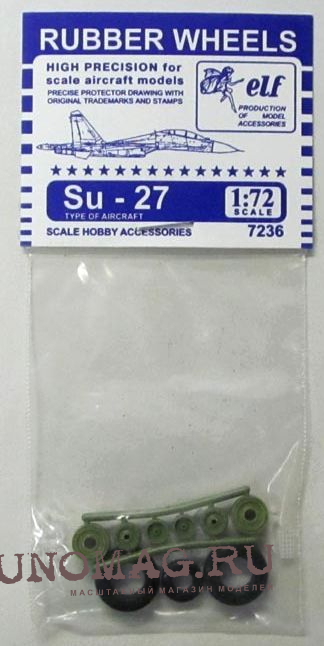 RUBBER WHEELS
HIGH PRECISION for
scale aircraft models
PRECISE PROTECTOR DRAWING WITH
ORIGINAL TRADEMARKS AND STAMPS
elf
PRODUCTION
OF MODEL
ACCESSORIES
Su - 27
TYPE OF AIRCRAFT
1:72
SCALE
SCALE HOBBY ACCESSORIES
7236
UNOMAG.RU
МАСШТАБНЫЙ МАГАЗИН МОДЕЛЕЙ